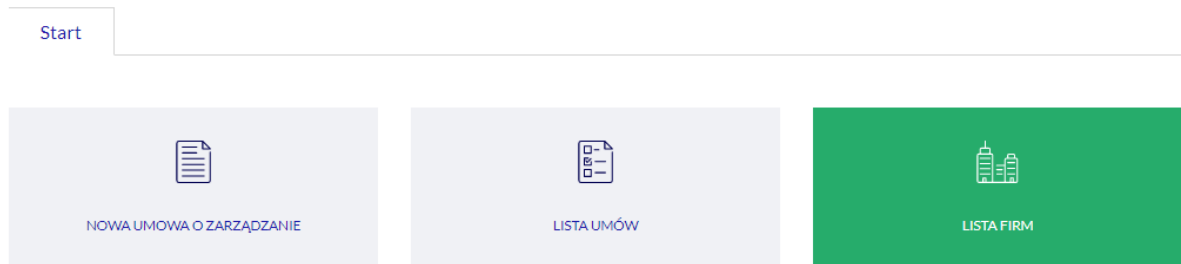 Start
NOWA UMOWA O ZARZĄDZANIE
LISTA UMÓW
LISTA FIRM